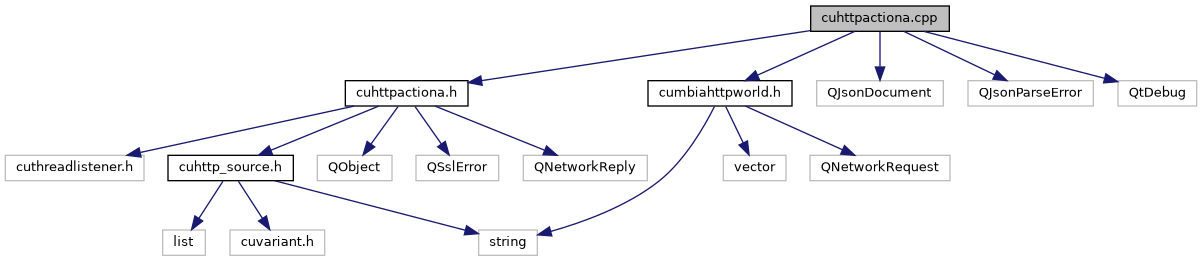 cuhttpactiona.cpp
cuhttpactiona.h
cumbiahttpworld.h
QJsonDocument
QJsonParseError
QtDebug
cuthreadlistener.h
cuhttp_source.h
QObject
QSslError
QNetworkReply
vector
QNetworkRequest
list
cuvariant.h
string